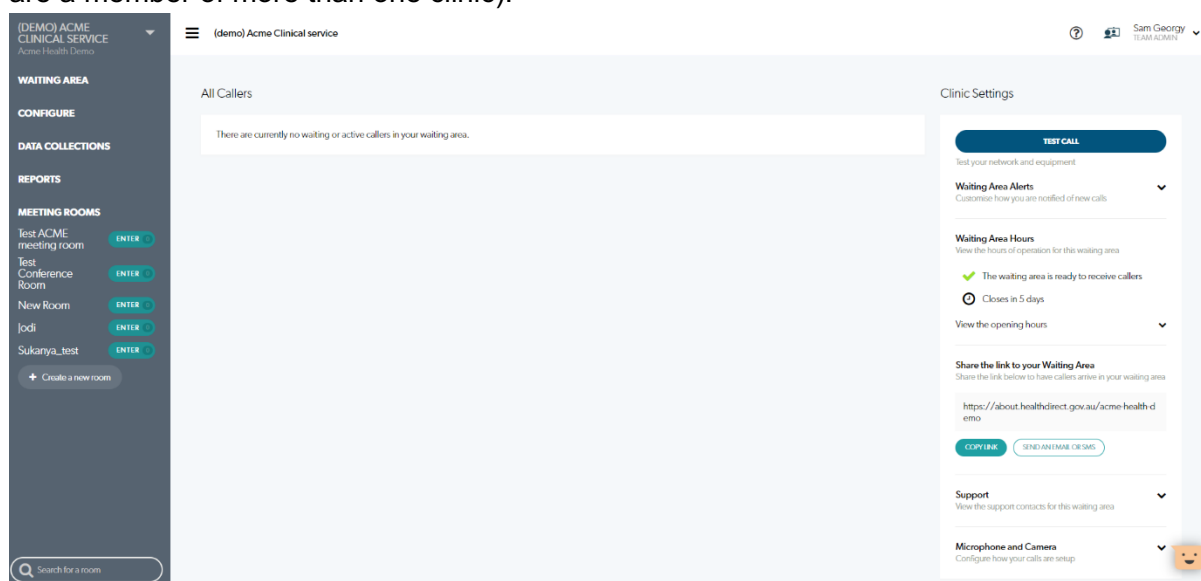 are a member of more than one clinic).
(DEMO) ACME
CLINICAL SERVICE
Acme Health Demo
WAITING AREA
CONFIGURE
DATA COLLECTIONS
REPORTS
MEETING ROOMS
Test ACME
meeting room
ENTER
Test
Conference
Room
ENTER
New Room
ENTER
Jodi
ENTER
Sukanya_test
ENTER
+ Create a new room
Search for a room
(demo) Acme Clinical service
Sam Georgy
TEAM ADMIN
All Callers
There are currently no waiting or active callers in your waiting area.
Clinic Settings
TEST CALL
Test your network and equipment
Waiting Area Alerts
Customise how you are notified of new calls
Waiting Area Hours
View the hours of operation for this waiting area
The waiting area is ready to receive callers
Closes in 5 days
View the opening hours
Share the link to your Waiting Area
Share the link below to have callers arrive in your waiting area
https://about.healthdirect.gov.au/acme-health-d
emo
COPY LINK
SEND AN EMAIL OR SMS
Support
View the support contacts for this waiting area
Microphone and Camera
Configure how your calls are setup